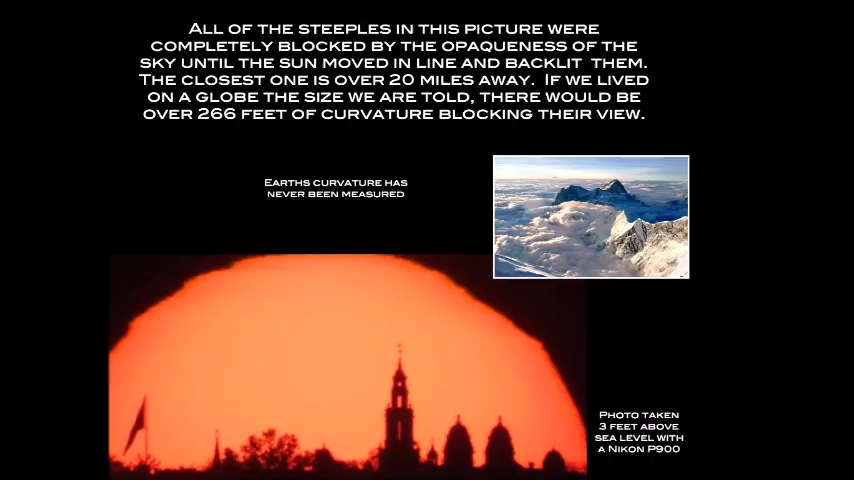 ALL OF THE STEEPLES IN THIS PICTURE WERE
COMPLETELY BLOCKED BY THE OPAQUENESS OF THE
SKY UNTIL THE SUN MOVED IN LINE AND BACKLIT THEM.
THE CLOSEST ONE IS OVER 20 MILES AWAY. IF WE LIVED
ON A GLOBE THE SIZE WE ARE TOLD, THERE WOULD BE
OVER 266 FEET OF CURVATURE BLOCKING THEIR VIEW.
EARTHS CURVATURE HAS
NEVER BEEN MEASURED
PHOTO TAKEN
3 FEET ABOVE
SEA LEVEL WITH
A NIKON P900